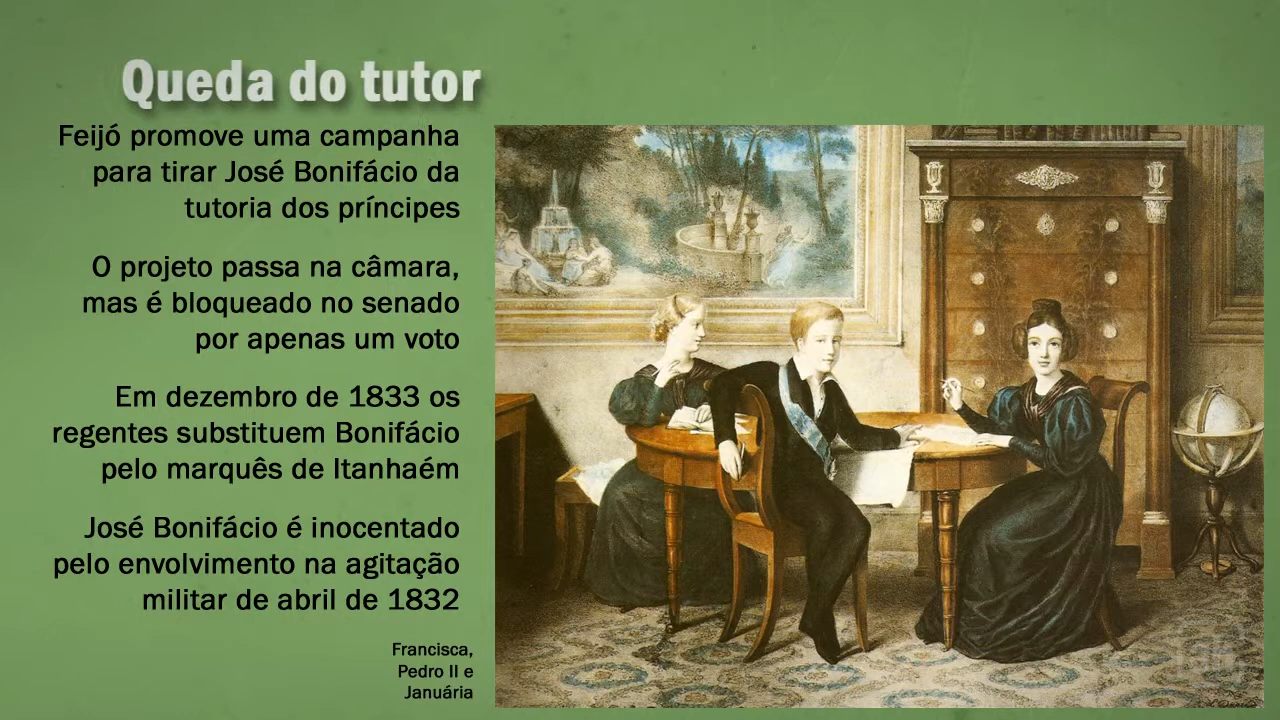 Queda do tutor
Feijó promove uma campanha
para tirar José Bonifácio da
tutoria dos príncipes
O projeto passa na câmara,
mas é bloqueado no senado
por apenas um voto
Em dezembro de 1833 os
regentes substituem Bonifácio
pelo marquês de Itanhaém
José Bonifácio é inocentado
pelo envolvimento na agitação
militar de abril de 1832
Francisca,
Pedro II e
Januária